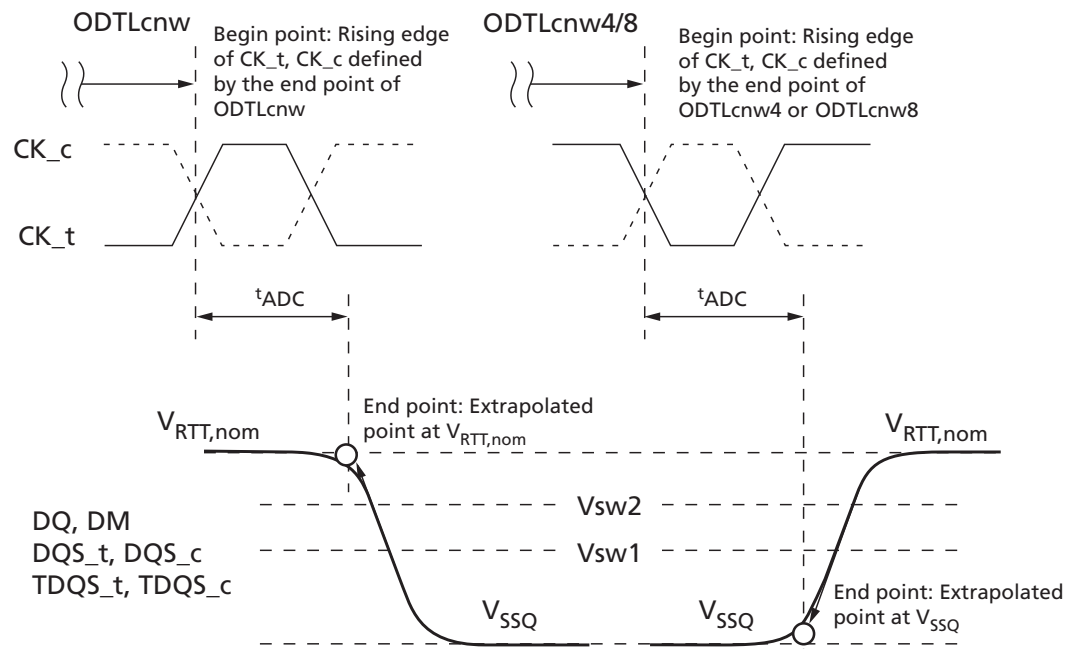 ODTLcnw
Begin point: Rising edge
of CK_t, CK_c defined
by the end point of
ODTLcnw
ODTLcnw4/8
Begin point: Rising edge
of CK_t, CK_c defined
by the end point of
ODTLcnw4 or ODTLcnw8
CK_c
CK_t
tADC
tADC
End point: Extrapolated
point at VRTT,nom
VRTT,nom
VRTT,nom
Vsw2
DQ, DM
DQS_t, DQS_c
TDQS_t, TDQS_c
Vsw1
VSSQ
VSSQ
End point: Extrapolated
point at VSSQ